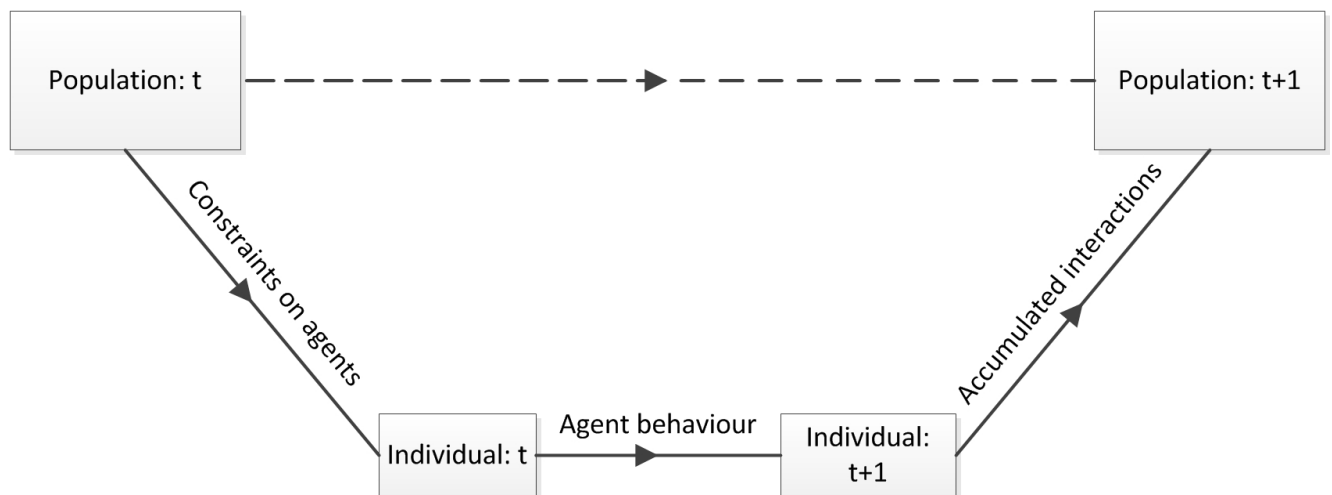 Population: t
Population: t+1
Constraints on agents
Accumulated interactions
Individual: t
Agent behaviour
Individual:
t+1